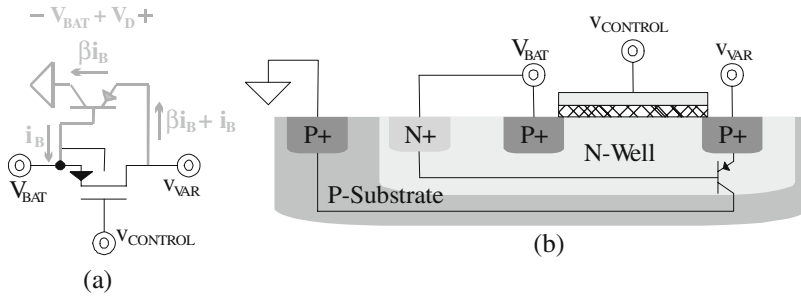 − V_BAT + V_D +
βi_B
i_B
βi_B + i_B
V_BAT
v_VAR
v_CONTROL
(a)
v_CONTROL
V_BAT
v_VAR
(b)
P+
N+
P+
P+
N-Well
P-Substrate